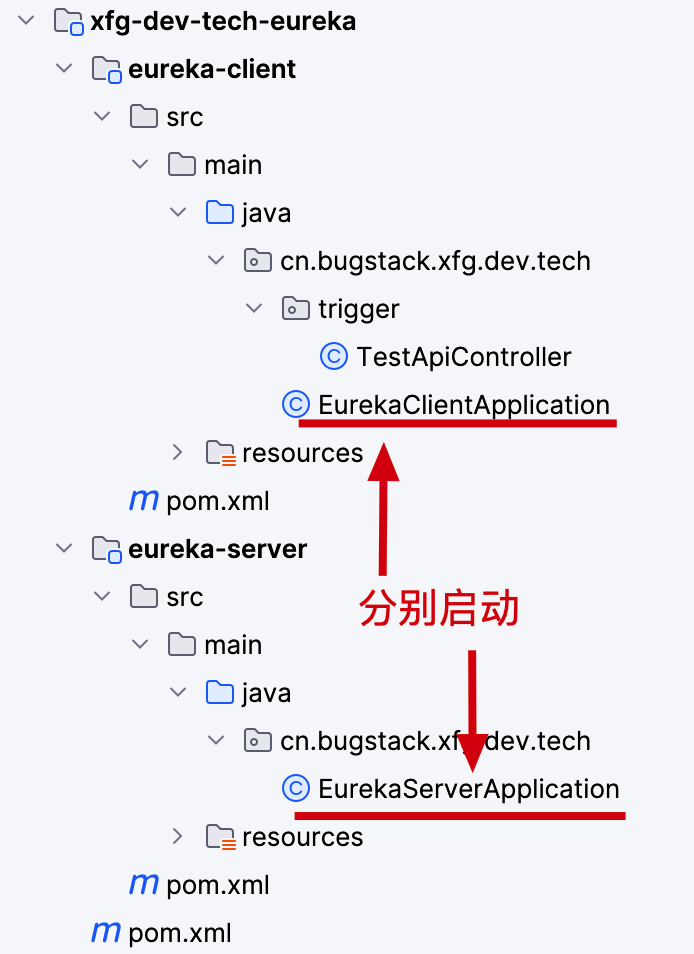 xfg-dev-tech-eureka
eureka-client
src
main
java
cn.bugstack.xfg.dev.tech
trigger
C TestApiController
C EurekaClientApplication
resources
m pom.xml
eureka-server
src
分别启动
main
java
cn.bugstack.xfg.dev.tech
C EurekaServerApplication
resources
m pom.xml
m pom.xml